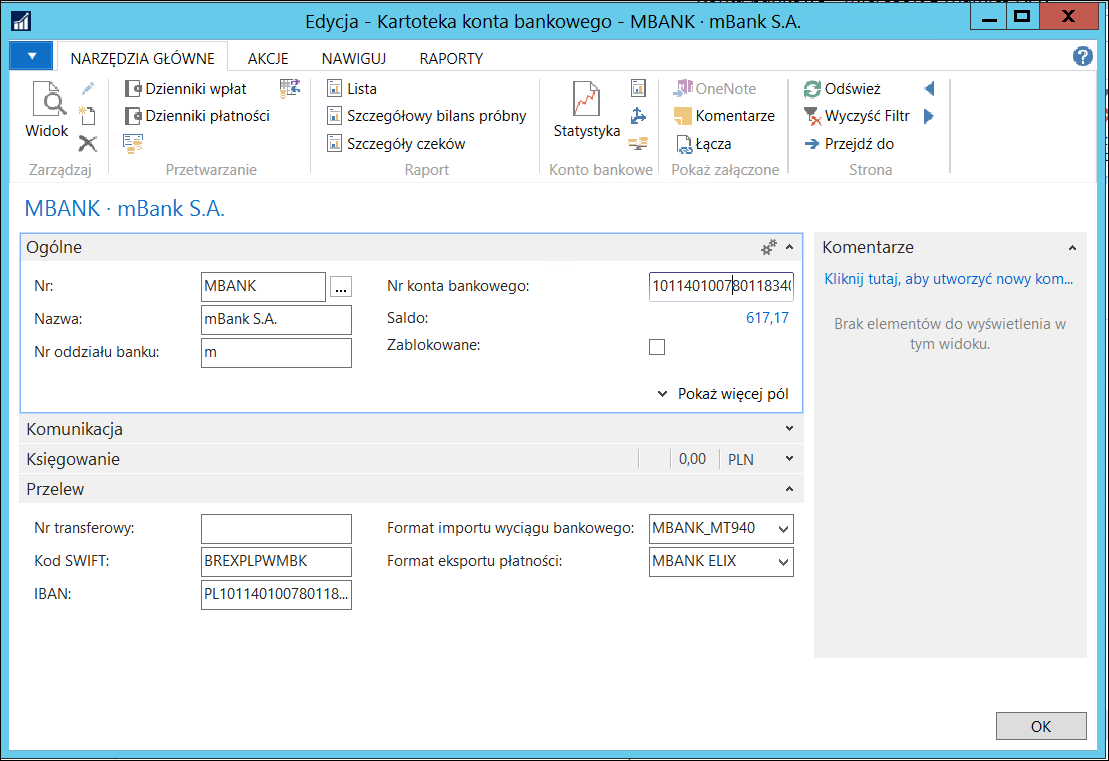 Edycja - Kartoteka konta bankowego - MBANK · mBank S.A.
NARZĘDZIA GŁÓWNE AKCJE NAWIGUJ RAPORTY
Widok
Zarządzaj
Dzienniki wpłat
Dzienniki płatności
Przetwarzanie
Lista
Szczegółowy bilans próbny
Szczegóły czeków
Raport
Statystyka
Konto bankowe
OneNote
Komentarze
Łącza
Pokaż załączone
Odśwież
Wyczyść Filtr
Przejdź do
Strona
MBANK · mBank S.A.
Ogólne
Nr: MBANK ...
Nazwa: mBank S.A.
Nr oddziału banku: m
Nr konta bankowego: 101140100780118340
Saldo: 617,17
Zablokowane:
Pokaż więcej pól
Komunikacja
Księgowanie 0,00 PLN
Przelew
Nr transferowy:
Kod SWIFT: BREXPLPWMBK
IBAN: PL101140100780118...
Format importu wyciągu bankowego: MBANK_MT940
Format eksportu płatności: MBANK ELIX
Komentarze
Kliknij tutaj, aby utworzyć nowy kom...
Brak elementów do wyświetlenia w
tym widoku.
OK